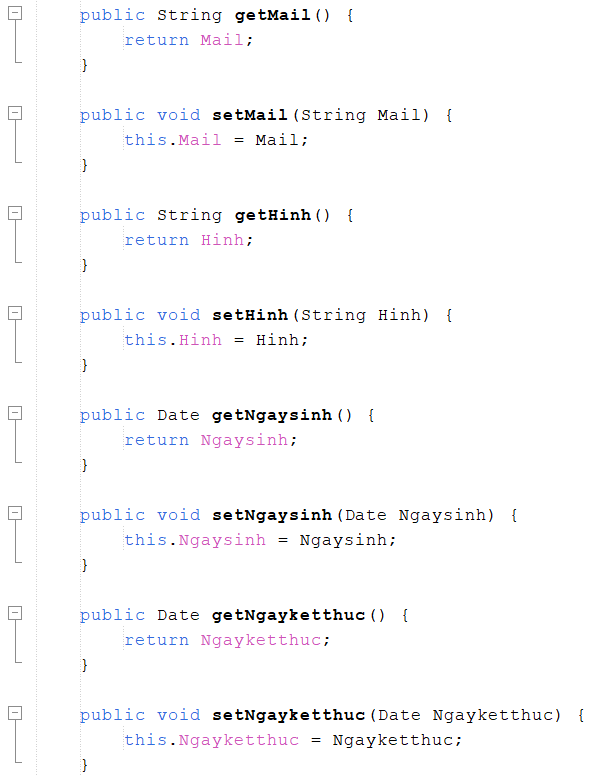 public String getMail() {
return Mail;
}
public void setMail(String Mail) {
this.Mail = Mail;
}
public String getHinh() {
return Hinh;
}
public void setHinh(String Hinh) {
this.Hinh = Hinh;
}
public Date getNgaysinh() {
return Ngaysinh;
}
public void setNgaysinh(Date Ngaysinh) {
this.Ngaysinh = Ngaysinh;
}
public Date getNgayketthuc() {
return Ngayketthuc;
}
public void setNgayketthuc(Date Ngayketthuc) {
this.Ngayketthuc = Ngayketthuc;
}